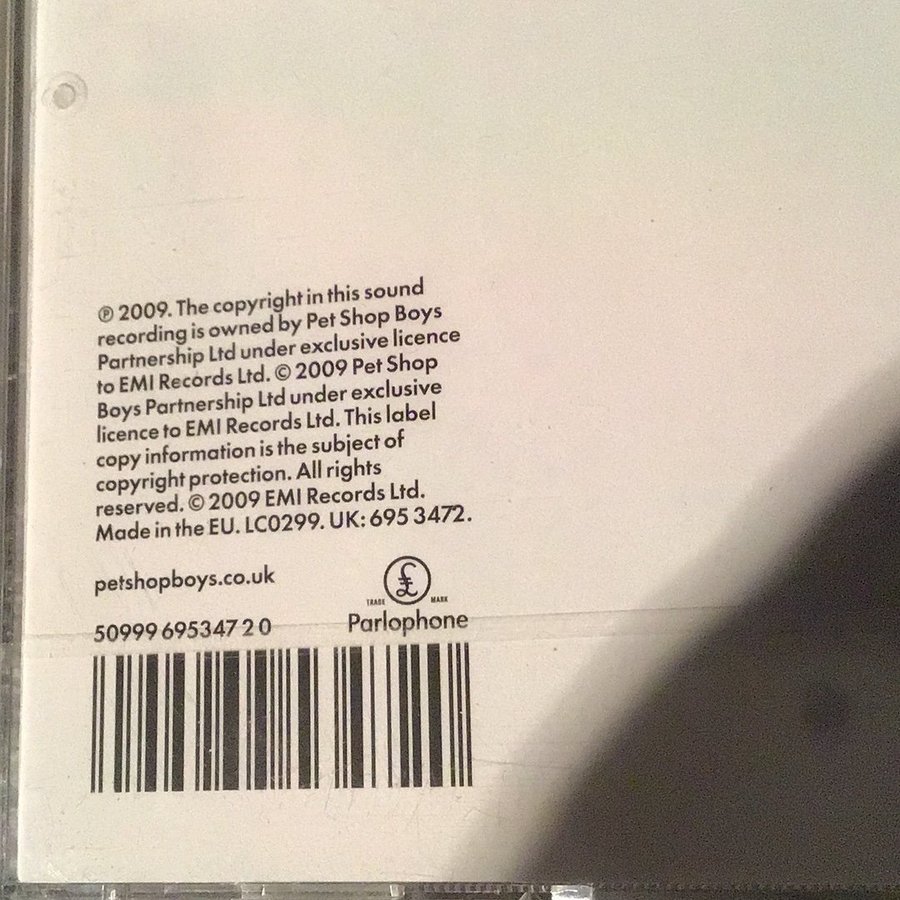 ℗ 2009. The copyright in this sound
recording is owned by Pet Shop Boys
Partnership Ltd under exclusive licence
to EMI Records Ltd. © 2009 Pet Shop
Boys Partnership Ltd under exclusive
licence to EMI Records Ltd. This label
copy information is the subject of
copyright protection. All rights
reserved. © 2009 EMI Records Ltd.
Made in the EU. LC0299. UK: 695 3472.
petshopboys.co.uk
£
TRADE MARK
Parlophone
50999 69534720